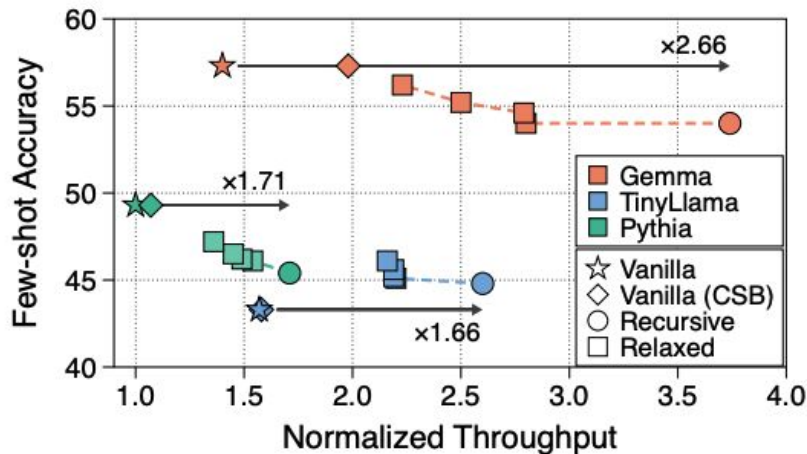 60
55
50
45
40
Few-shot Accuracy
×2.66
×1.71
×1.66
Gemma
TinyLlama
Pythia
Vanilla
Vanilla (CSB)
Recursive
Relaxed
1.0 1.5 2.0 2.5 3.0 3.5 4.0
Normalized Throughput